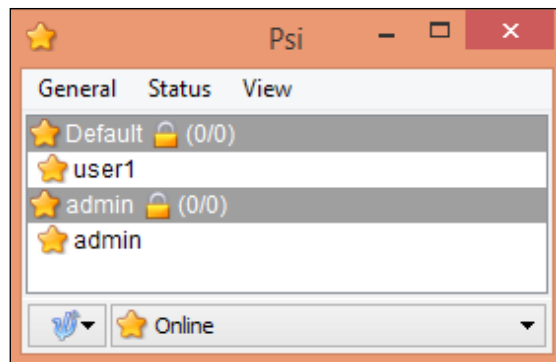 Psi
General Status View
Default (0/0)
user1
admin (0/0)
admin
Online